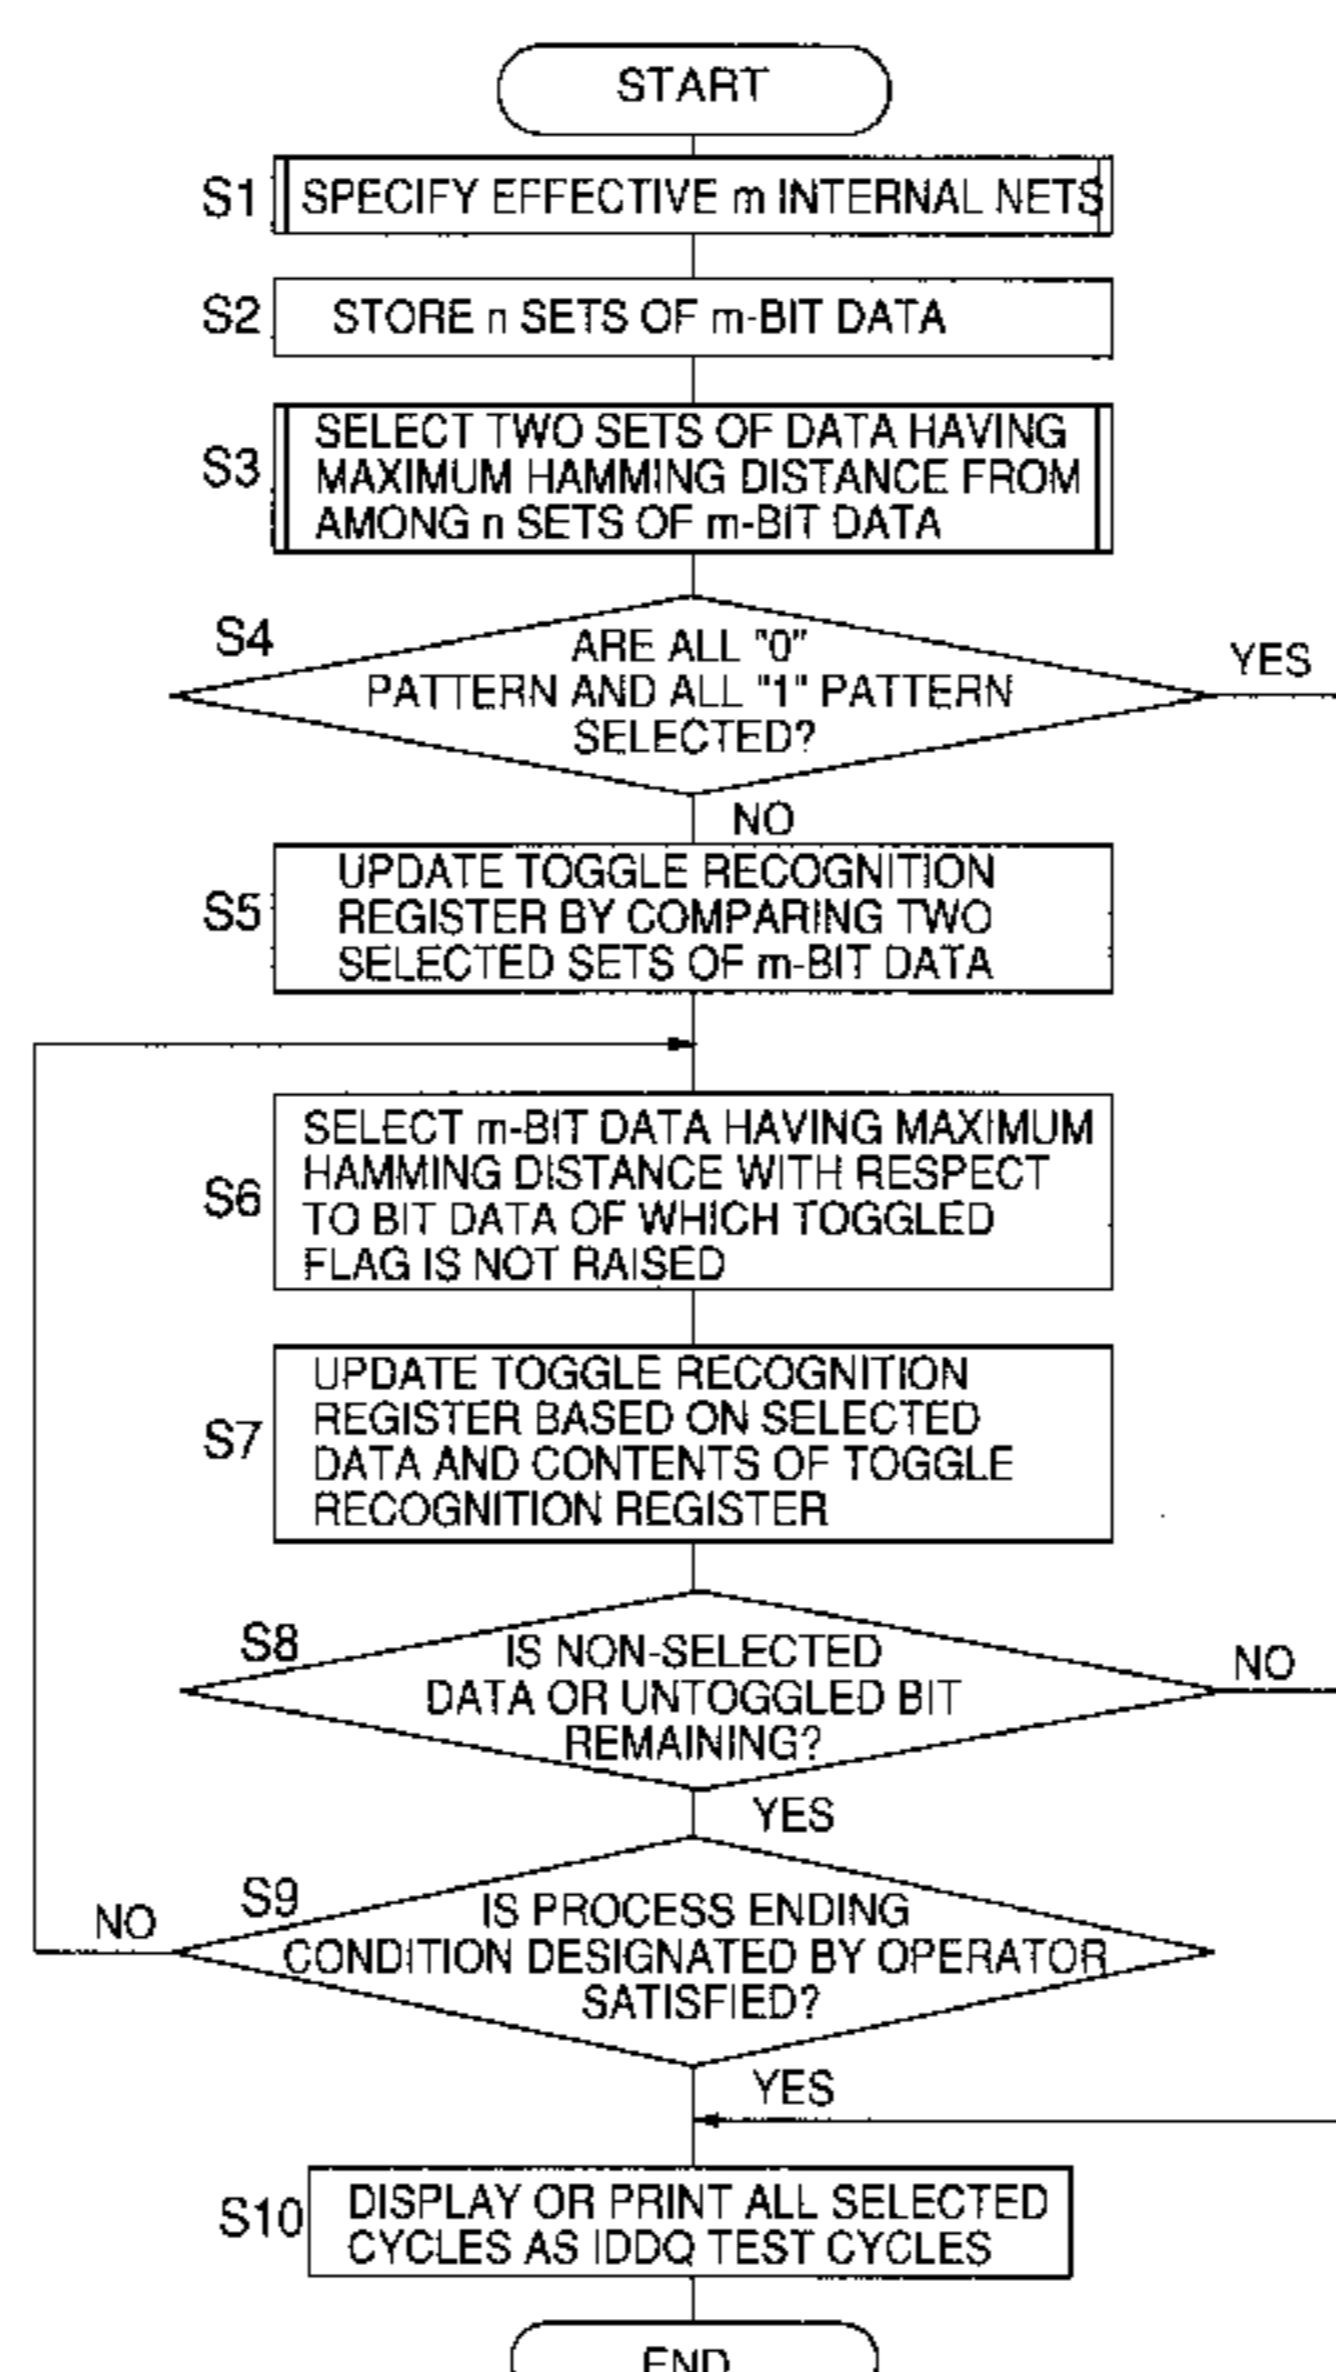 START
S1
SPECIFY EFFECTIVE m INTERNAL NETS
S2
STORE n SETS OF m-BIT DATA
S3
SELECT TWO SETS OF DATA HAVING
MAXIMUM HAMMING DISTANCE FROM
AMONG n SETS OF m-BIT DATA
S4
ARE ALL "0"
PATTERN AND ALL "1" PATTERN
SELECTED?
YES
NO
S5
UPDATE TOGGLE RECOGNITION
REGISTER BY COMPARING TWO
SELECTED SETS OF m-BIT DATA
S6
SELECT m-BIT DATA HAVING MAXIMUM
HAMMING DISTANCE WITH RESPECT
TO BIT DATA OF WHICH TOGGLED
FLAG IS NOT RAISED
S7
UPDATE TOGGLE RECOGNITION
REGISTER BASED ON SELECTED
DATA AND CONTENTS OF TOGGLE
RECOGNITION REGISTER
S8
IS NON-SELECTED
DATA OR UNTOGGLED BIT
REMAINING?
NO
YES
S9
IS PROCESS ENDING
CONDITION DESIGNATED BY OPERATOR
SATISFIED?
NO
YES
S10
DISPLAY OR PRINT ALL SELECTED
CYCLES AS IDDQ TEST CYCLES
END